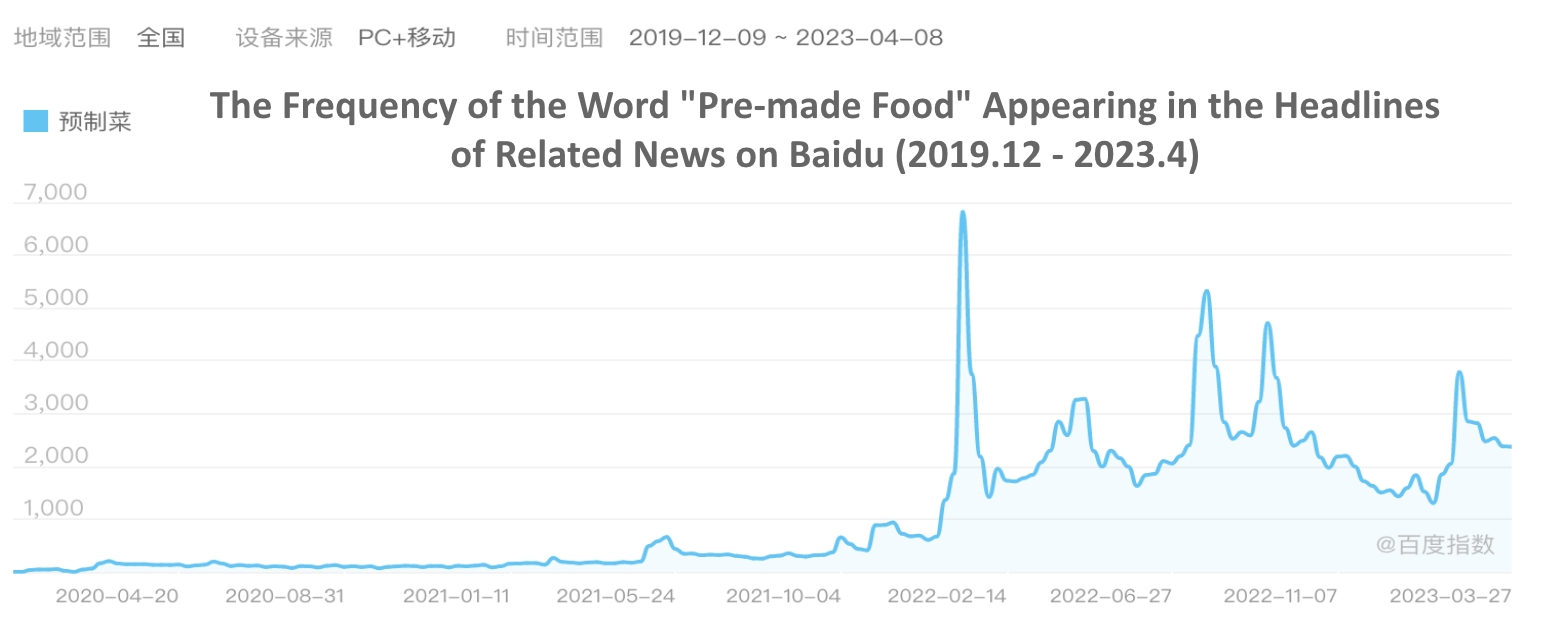 地域范围 全国 设备来源 PC+移动 时间范围 2019-12-09 ~ 2023-04-08
预制菜
The Frequency of the Word "Pre-made Food" Appearing in the Headlines
of Related News on Baidu (2019.12 - 2023.4)
7,000
6,000
5,000
4,000
3,000
2,000
1,000
@百度指数
2020-04-20 2020-08-31 2021-01-11 2021-05-24 2021-10-04 2022-02-14 2022-06-27 2022-11-07 2023-03-27